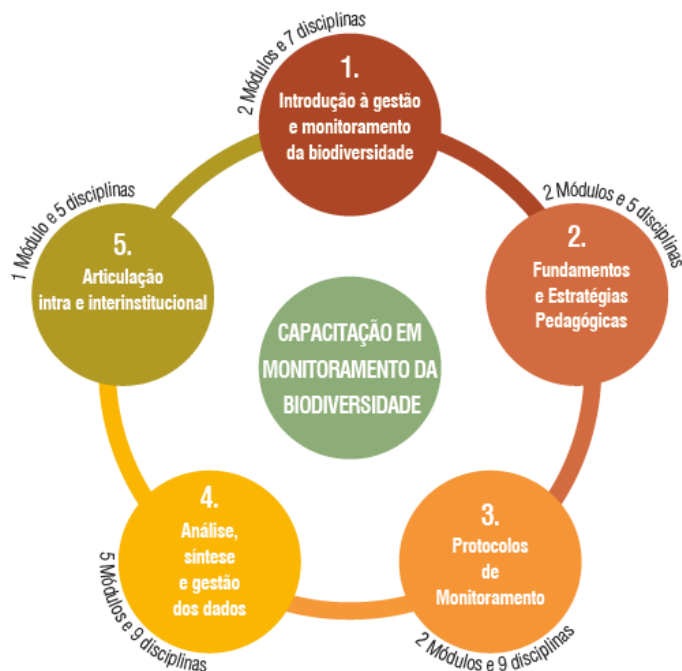 2 Módulos e 7 disciplinas
1.
Introdução à gestão
e monitoramento
da biodiversidade
2 Módulos e 5 disciplinas
2.
Fundamentos
e Estratégias
Pedagógicas
1 Módulo e 5 disciplinas
5.
Articulação
intra e interinstitucional
CAPACITAÇÃO EM
MONITORAMENTO DA
BIODIVERSIDADE
4.
Análise,
síntese
e gestão
dos dados
5 Módulos e 9 disciplinas
3.
Protocolos
de
Monitoramento
2 Módulos e 9 disciplinas